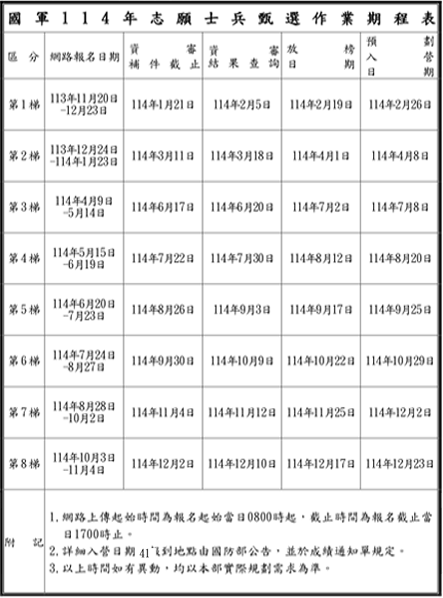 國軍114年志願士兵甄選作業期程表
區分 網路報名日期 資審補件截止 資審結果查詢 放榜日期 預劃入營日期
第1梯 113年11月20日-12月23日 114年1月21日 114年2月5日 114年2月19日 114年2月26日
第2梯 113年12月24日-114年1月23日 114年3月11日 114年3月18日 114年4月1日 114年4月8日
第3梯 114年4月9日-5月14日 114年6月17日 114年6月20日 114年7月2日 114年7月8日
第4梯 114年5月15日-6月19日 114年7月22日 114年7月30日 114年8月12日 114年8月20日
第5梯 114年6月20日-7月23日 114年8月26日 114年9月3日 114年9月17日 114年9月25日
第6梯 114年7月24日-8月27日 114年9月30日 114年10月9日 114年10月22日 114年10月29日
第7梯 114年8月28日-10月2日 114年11月4日 114年11月12日 114年11月25日 114年12月2日
第8梯 114年10月3日-11月4日 114年12月2日 114年12月10日 114年12月17日 114年12月23日
附記
1.網路上傳起始時間為報名起始當日0800時起，截止時間為報名截止當
日1700時止。
2.詳細入營日期 41 到地點由國防部公告，並於成績通知單規定。
3.以上時間如有異動，均以本部實際規劃需求為準。